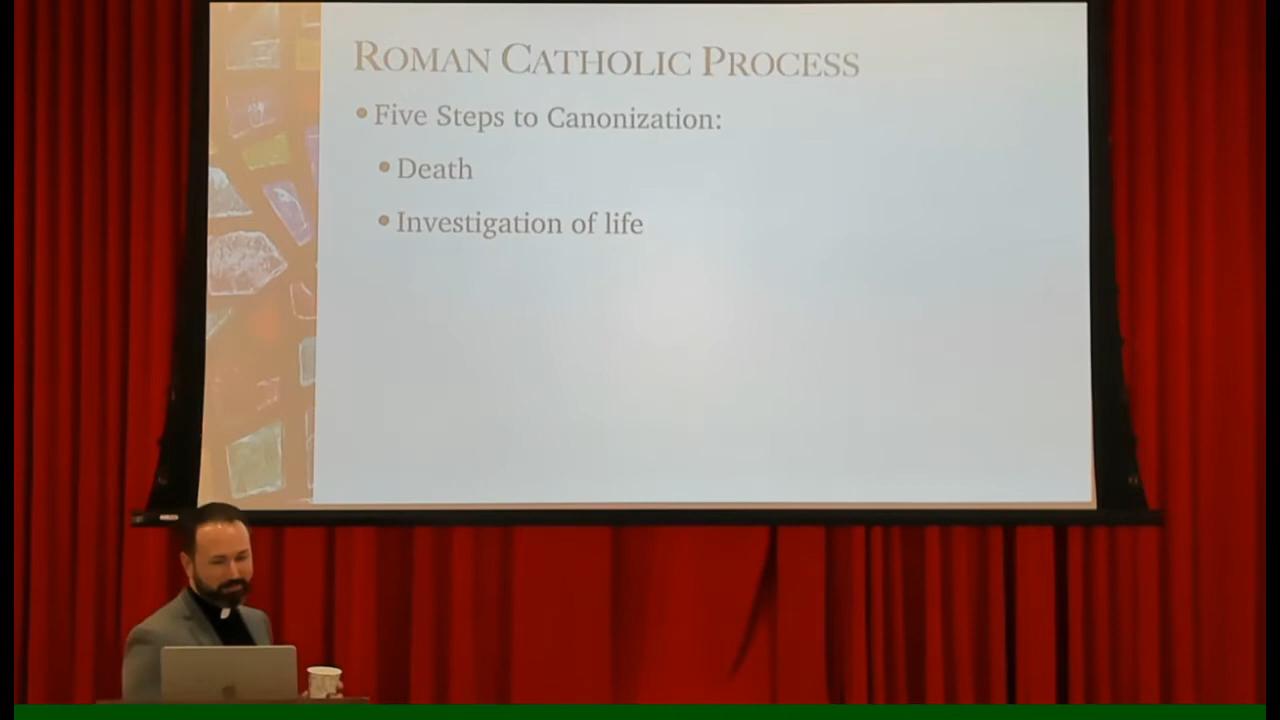 ROMAN CATHOLIC PROCESS
• Five Steps to Canonization:
• Death
• Investigation of life